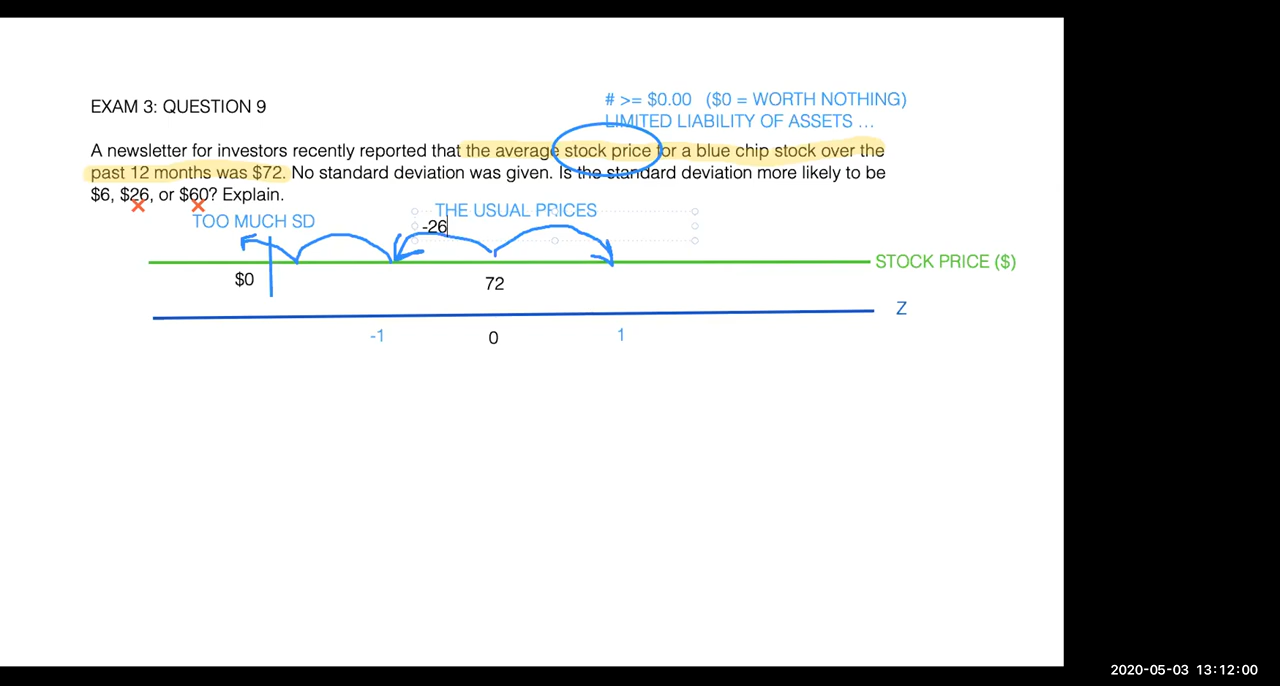 # >= $0.00 ($0 = WORTH NOTHING)
EXAM 3: QUESTION 9
LIMITED LIABILITY OF ASSETS ...
A newsletter for investors recently reported that the average stock price for a blue chip stock over the
past 12 months was $72. No standard deviation was given. Is the standard deviation more likely to be
$6, $26, or $60? Explain.
THE USUAL PRICES
TOO MUCH SD
-26
STOCK PRICE ($)
$0
72
Z
-1
0
1
2020-05-03 13:12:00